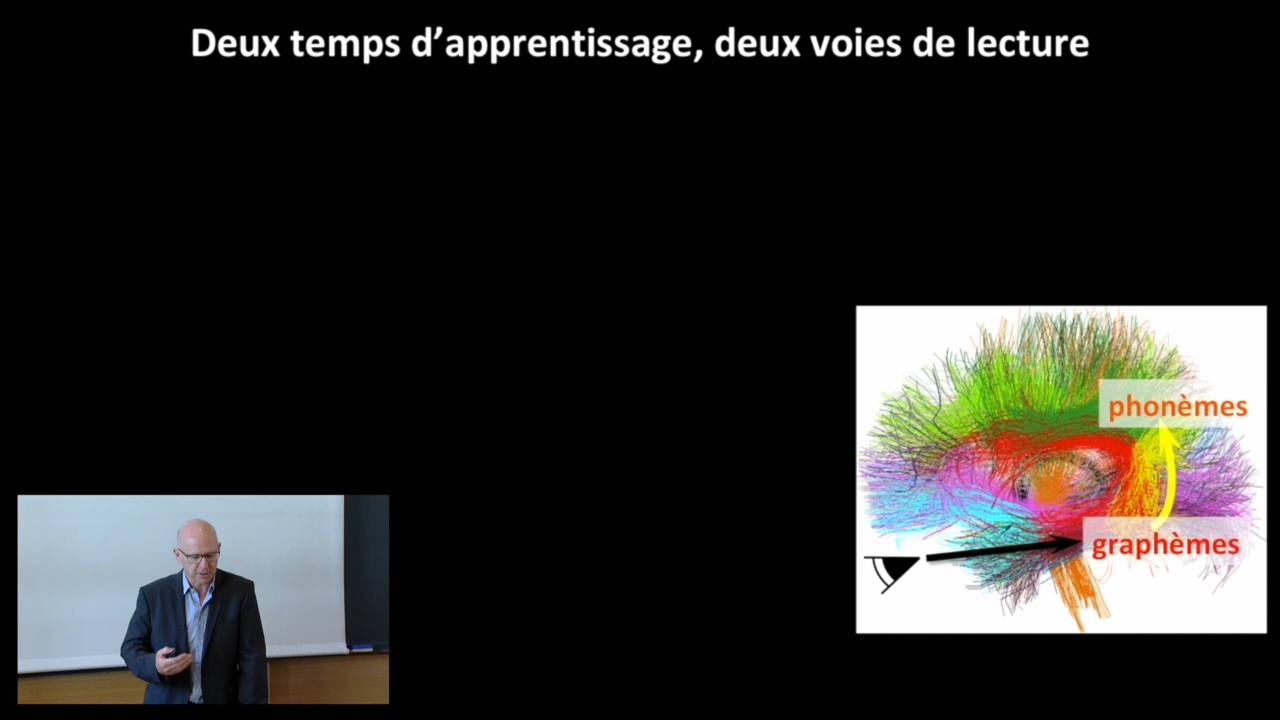 Deux temps d’apprentissage, deux voies de lecture
phonèmes
graphèmes